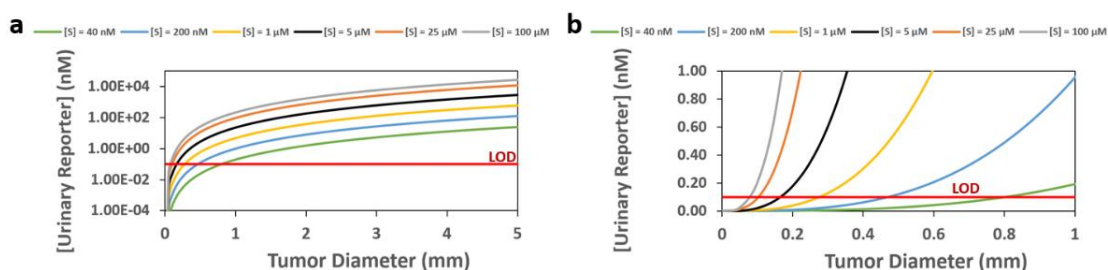 a
[S] = 40 nM [S] = 200 nM [S] = 1 µM [S] = 5 µM [S] = 25 µM [S] = 100 µM
[Urinary Reporter] (nM)
1.00E+04
1.00E+02
1.00E+00
1.00E-02
1.00E-04
LOD
0 1 2 3 4 5
Tumor Diameter (mm)
b
[S] = 40 nM [S] = 200 nM [S] = 1 µM [S] = 5 µM [S] = 25 µM [S] = 100 µM
[Urinary Reporter] (nM)
1.00
0.80
0.60
0.40
0.20
0.00
LOD
0 0.2 0.4 0.6 0.8 1
Tumor Diameter (mm)